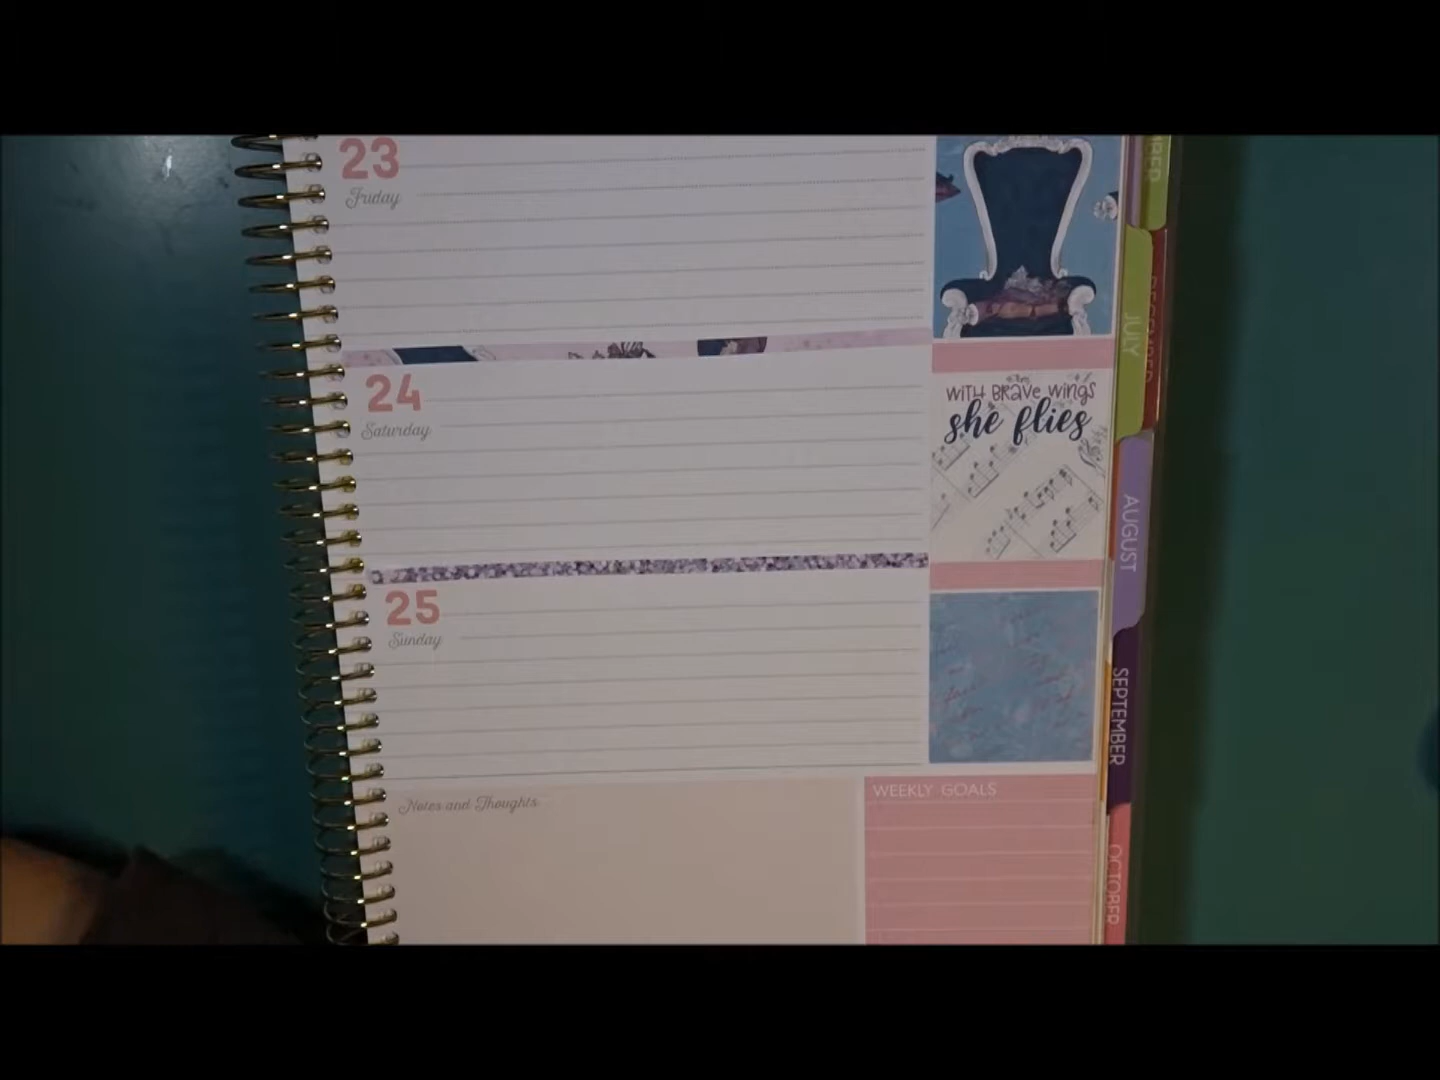 23
Friday
24
Saturday
25
Sunday
Notes and Thoughts
WITH BRAVE WINGS
she flies
WEEKLY GOALS
JULY
DECEMBER
AUGUST
SEPTEMBER
OCTOBER